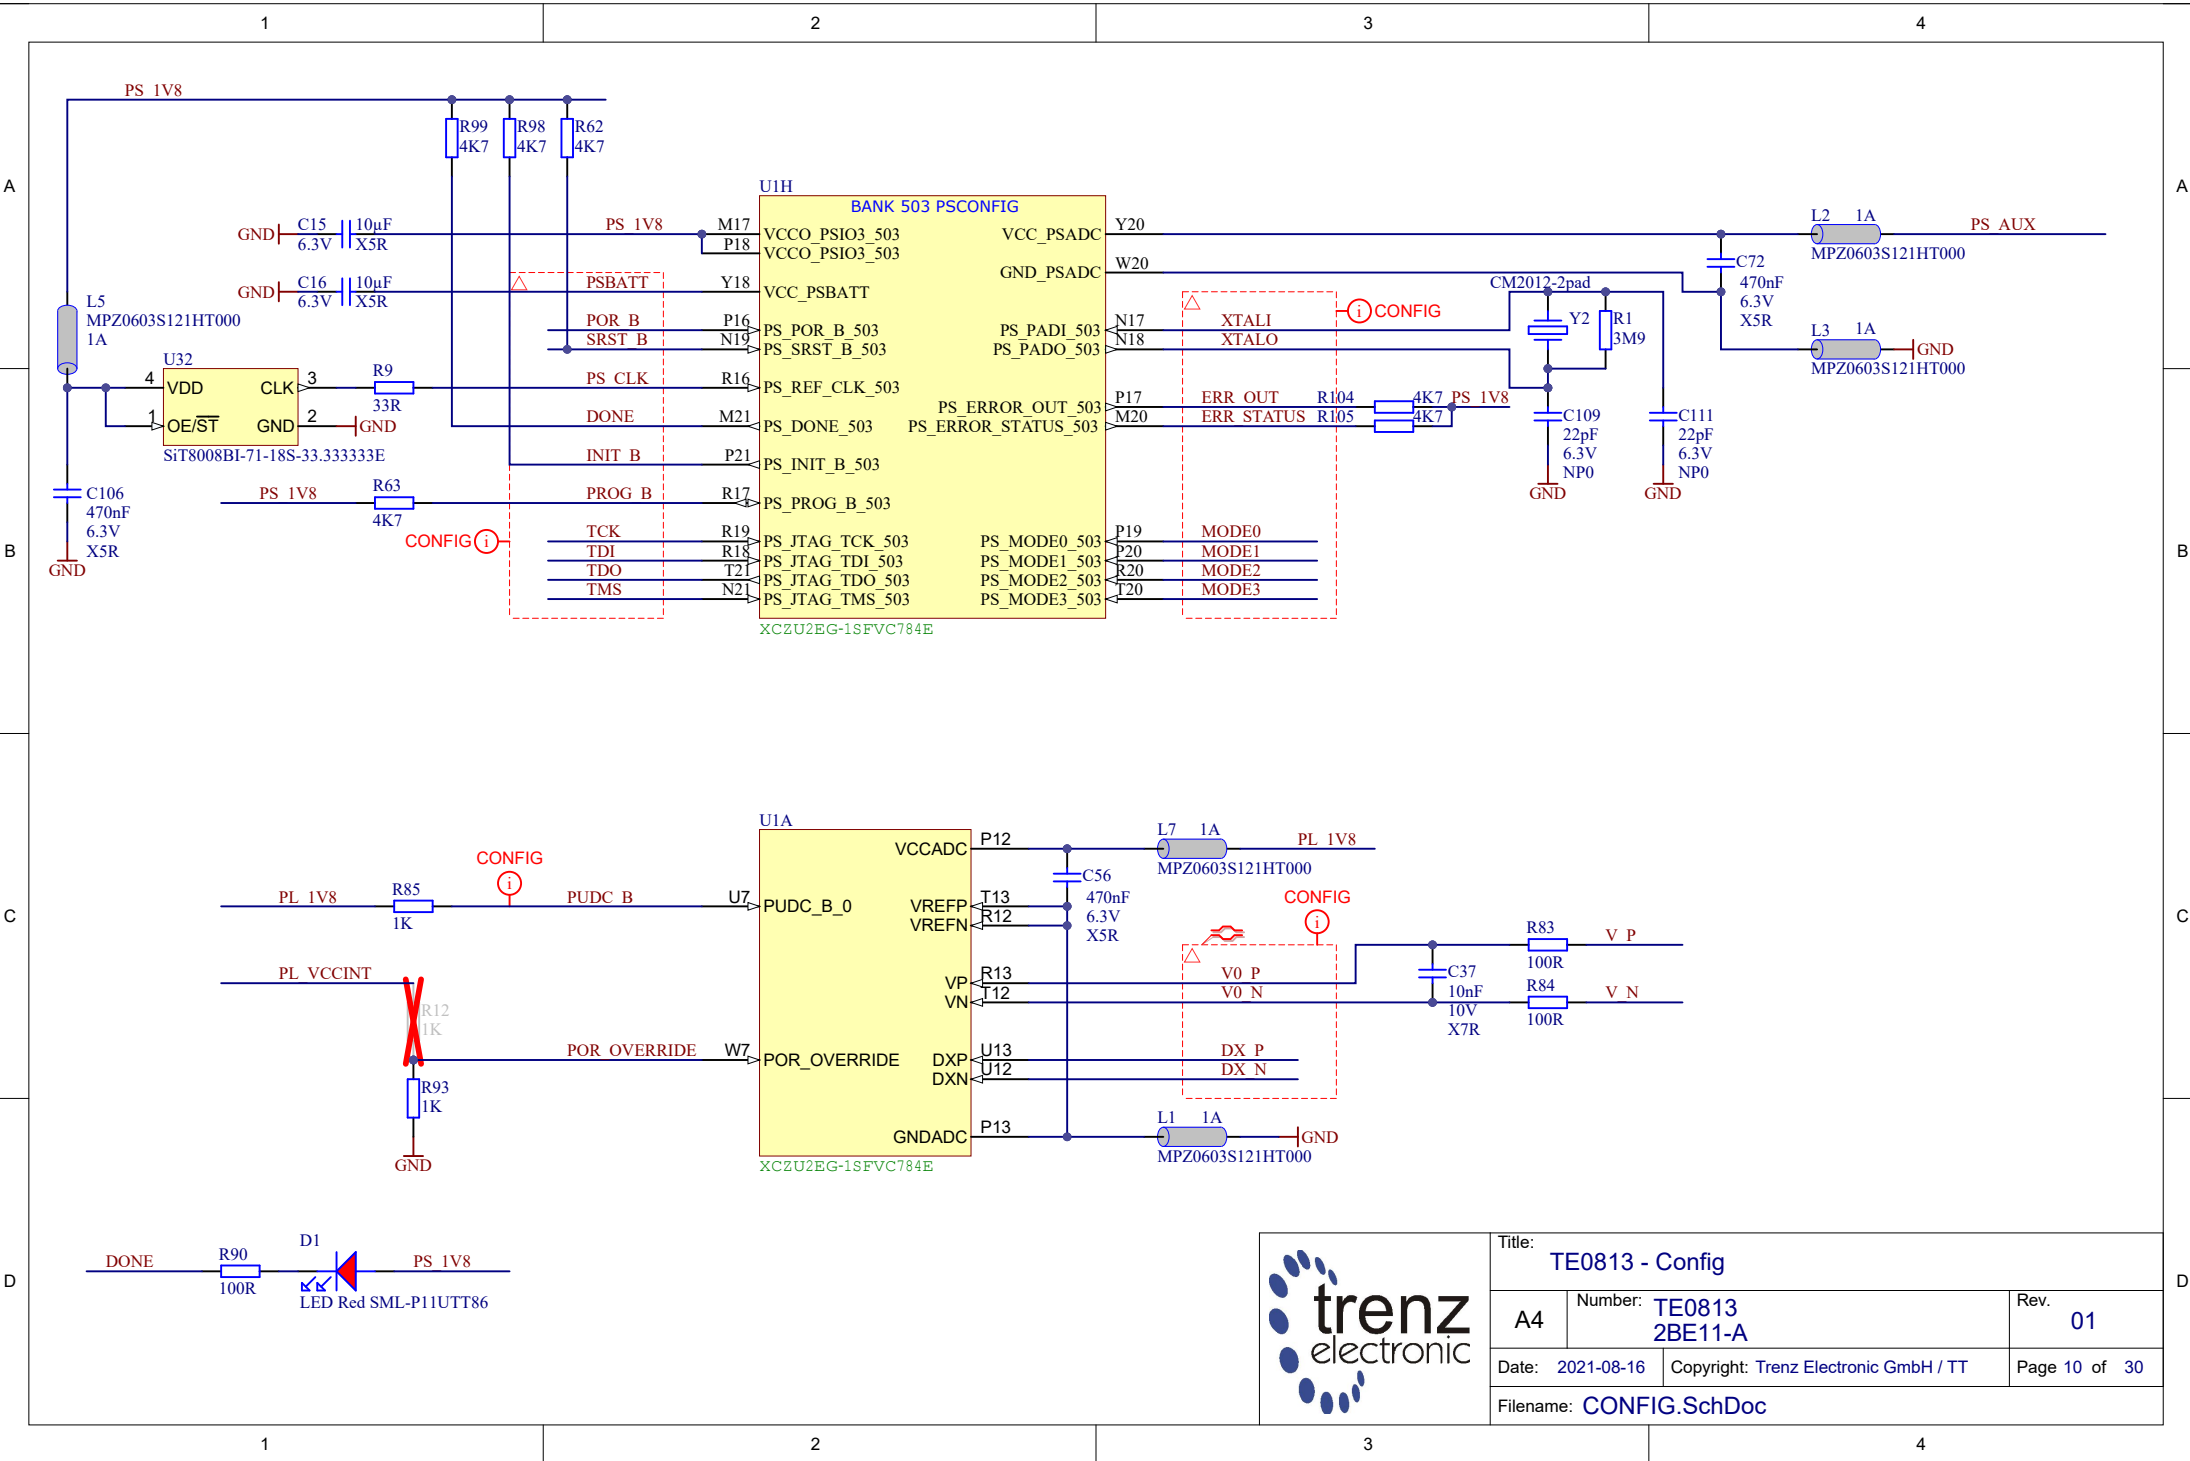 1 2 3 4
A A
B B
C C
D D
PS_1V8
R99
4K7
R98
4K7
R62
4K7
U1H
BANK 503 PSCONFIG
GND
C15
6.3V
10µF
X5R
PS_1V8
M17
VCCO_PSIO3_503
P18
VCCO_PSIO3_503
GND
C16
6.3V
10µF
X5R
PSBATT
Y18
VCC_PSBATT
POR_B
P16
PS_POR_B_503
SRST_B
N19
PS_SRST_B_503
L5
MPZ0603S121HT000
1A
U32
4
VDD
CLK
3
1
OE/ST
GND
2
GND
SiT8008BI-71-18S-33.333333E
R9
33R
PS_CLK
R16
PS_REF_CLK_503
DONE
M21
PS_DONE_503
INIT_B
P21
PS_INIT_B_503
C106
470nF
6.3V
X5R
GND
PS_1V8
R63
4K7
PROG_B
R17
PS_PROG_B_503
CONFIG
i
TCK
R19
PS_JTAG_TCK_503
TDI
R18
PS_JTAG_TDI_503
TDO
T21
PS_JTAG_TDO_503
TMS
N21
PS_JTAG_TMS_503
XCZU2EG-1SFVC784E
VCC_PSADC
Y20
GND_PSADC
W20
L2 1A
MPZ0603S121HT000
PS_AUX
C72
470nF
6.3V
X5R
L3 1A
MPZ0603S121HT000
GND
PS_PADI_503
N17
XTALI
PS_PADO_503
N18
XTALO
i
CONFIG
CM2012-2pad
Y2
R1
3M9
PS_ERROR_OUT_503
P17
ERR_OUT
R104
4K7
PS_1V8
PS_ERROR_STATUS_503
M20
ERR_STATUS
R105
4K7
C109
22pF
6.3V
NP0
GND
C111
22pF
6.3V
NP0
GND
PS_MODE0_503
P19
MODE0
PS_MODE1_503
P20
MODE1
PS_MODE2_503
R20
MODE2
PS_MODE3_503
T20
MODE3
U1A
PL_1V8
R85
1K
CONFIG
i
PUDC_B
U7
PUDC_B_0
PL_VCCINT
R12
1K
POR_OVERRIDE
W7
POR_OVERRIDE
R93
1K
GND
VCCADC
P12
VREFP
T13
VREFN
R12
VP
R13
VN
T12
DXP
U13
DXN
U12
GNDADC
P13
XCZU2EG-1SFVC784E
L7 1A
MPZ0603S121HT000
PL_1V8
C56
470nF
6.3V
X5R
CONFIG
i
V0_P
V0_N
DX_P
DX_N
C37
10nF
10V
X7R
R83
100R
V_P
R84
100R
V_N
L1 1A
MPZ0603S121HT000
GND
DONE
R90
100R
D1
PS_1V8
LED Red SML-P11UTT86
trenz
electronic
Title:
TE0813 - Config
A4
Number:
TE0813
2BE11-A
Rev.
01
Date: 2021-08-16
Copyright: Trenz Electronic GmbH / TT
Page 10 of 30
Filename: CONFIG.SchDoc
1 2 3 4